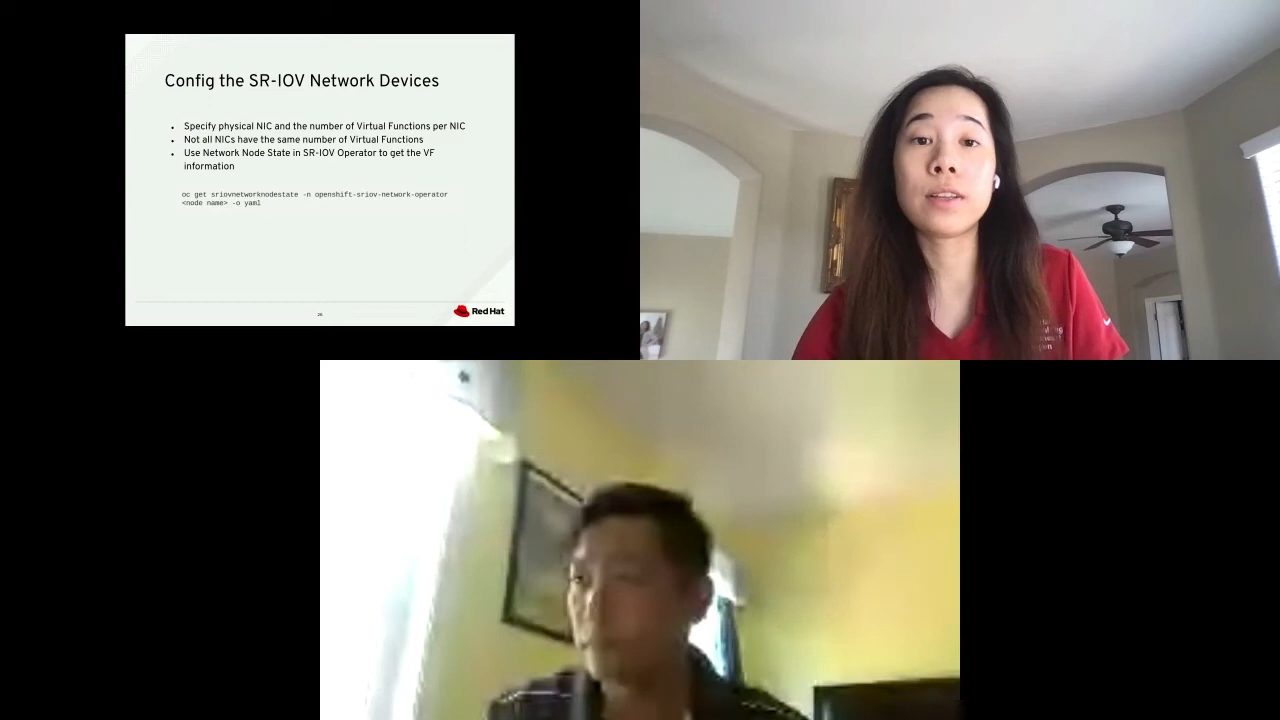 Config the SR-IOV Network Devices
• Specify physical NIC and the number of Virtual Functions per NIC
• Not all NICs have the same number of Virtual Functions
• Use Network Node State in SR-IOV Operator to get the VF
information
oc get sriovnetworknodestate -n openshift-sriov-network-operator
<node name> -o yaml
26
Red Hat